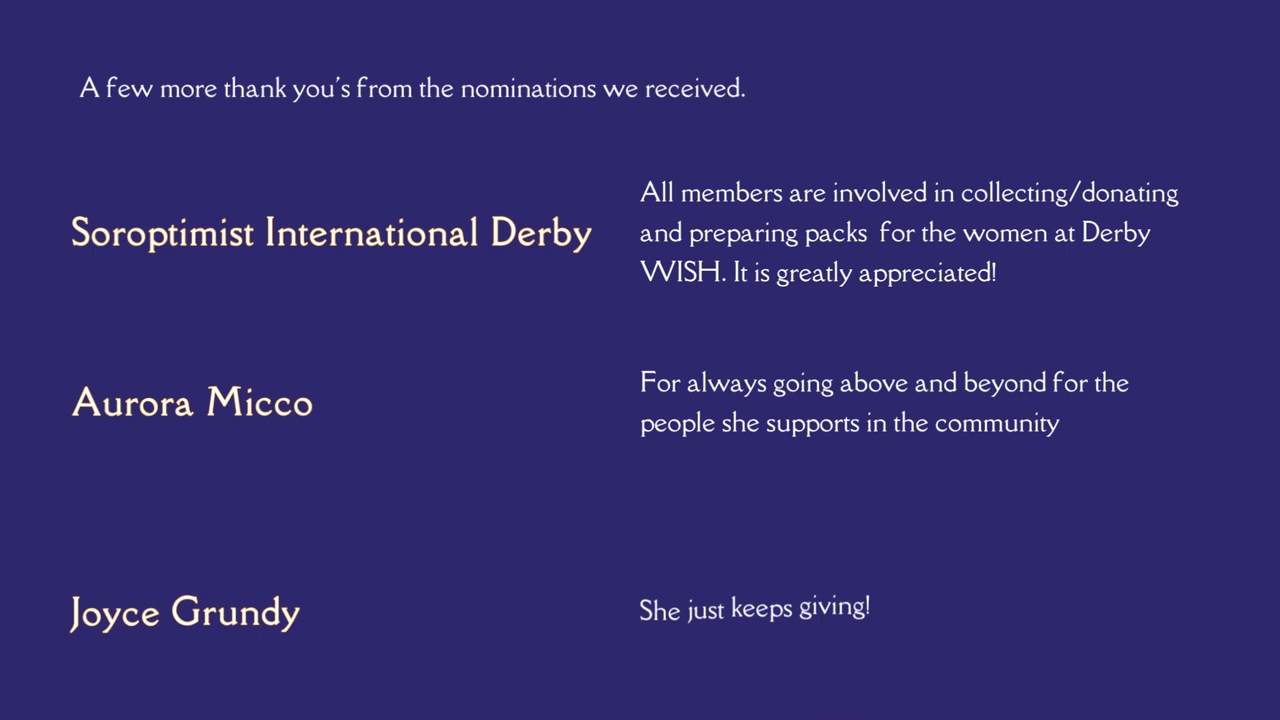 A few more thank you's from the nominations we received.
Soroptimist International Derby
All members are involved in collecting/donating
and preparing packs  for the women at Derby
WISH. It is greatly appreciated!
Aurora Micco
For always going above and beyond for the
people she supports in the community
Joyce Grundy
She just keeps giving!